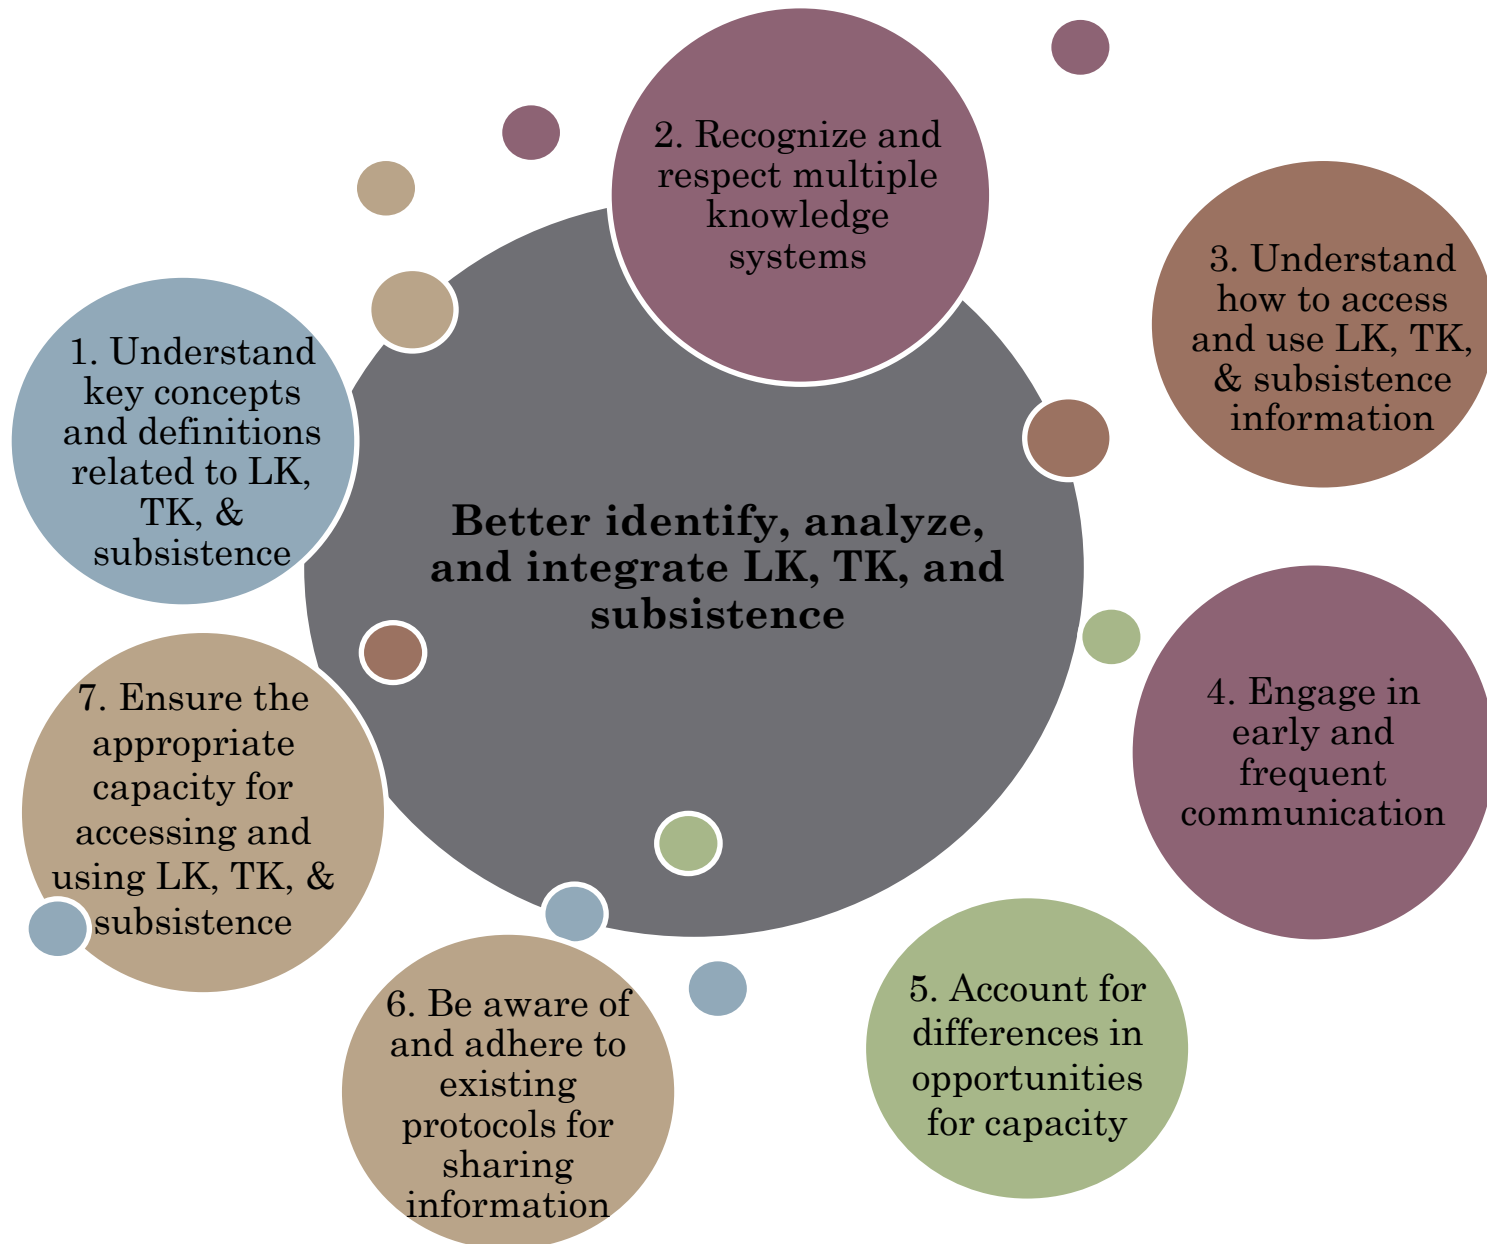 2. Recognize and
respect multiple
knowledge
systems
3. Understand
how to access
and use LK, TK,
& subsistence
information
1. Understand
key concepts
and definitions
related to LK,
TK, &
subsistence
Better identify, analyze,
and integrate LK, TK, and
subsistence
4. Engage in
early and
frequent
communication
7. Ensure the
appropriate
capacity for
accessing and
using LK, TK, &
subsistence
5. Account for
differences in
opportunities
for capacity
6. Be aware of
and adhere to
existing
protocols for
sharing
information